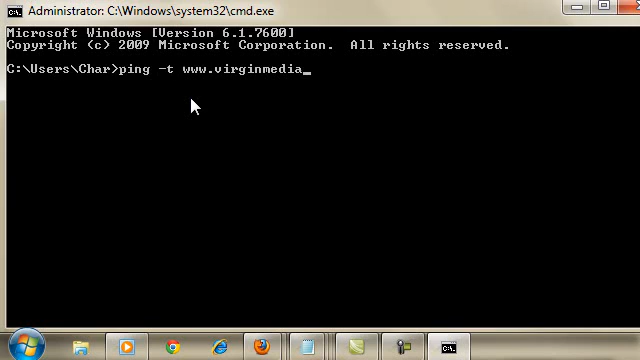 Administrator: C:\Windows\system32\cmd.exe
Microsoft Windows [Version 6.1.7600]
Copyright (c) 2009 Microsoft Corporation.  All rights reserved.
C:\Users\Char>ping -t www.virginmedia_